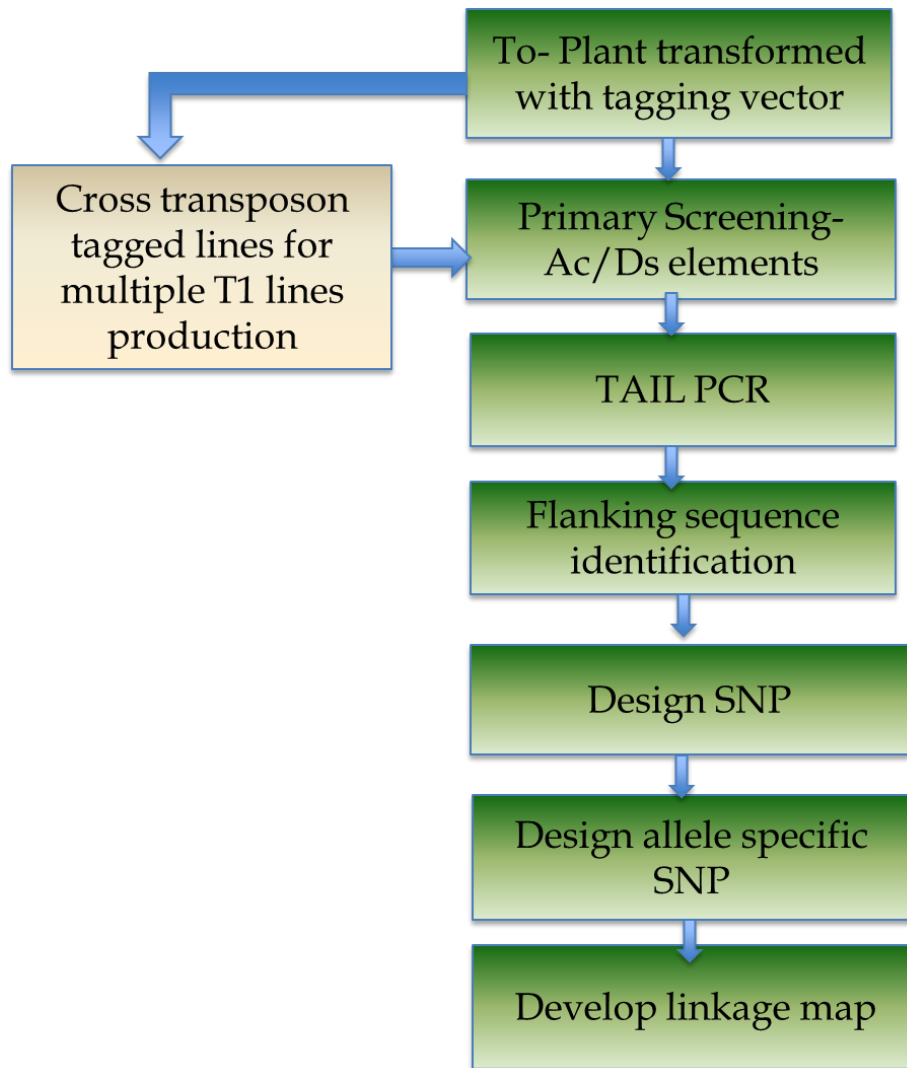 To- Plant transformed
with tagging vector
Cross transposon
tagged lines for
multiple T1 lines
production
Primary Screening-
Ac/Ds elements
TAIL PCR
Flanking sequence
identification
Design SNP
Design allele specific
SNP
Develop linkage map